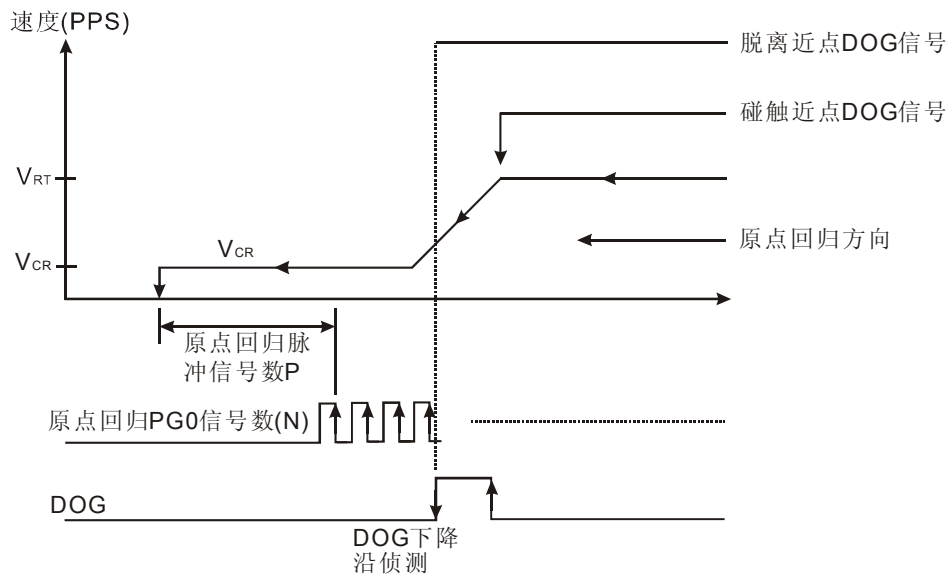 速度(PPS)
脱离近点DOG信号
碰触近点DOG信号
VRT
原点回归方向
VCR
VCR
原点回归脉
冲信号数P
原点回归PG0信号数(N)
DOG
DOG下降
沿侦测